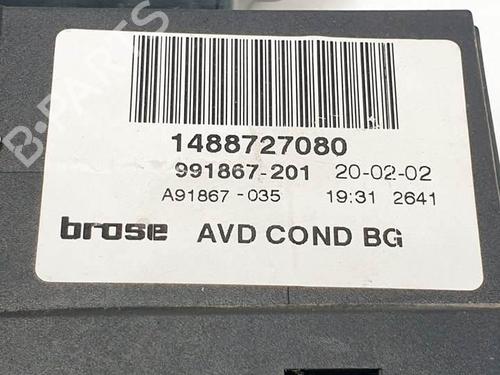 B-PARTS
1488727080
991867-201 20-02-02
A91867-035 19:31 2641
brose AVD COND BG